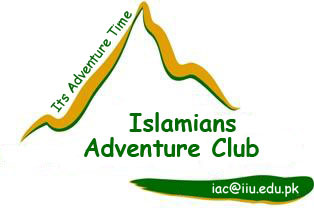 Its Adventure Time
Islamians
Adventure Club
iac@iiu.edu.pk